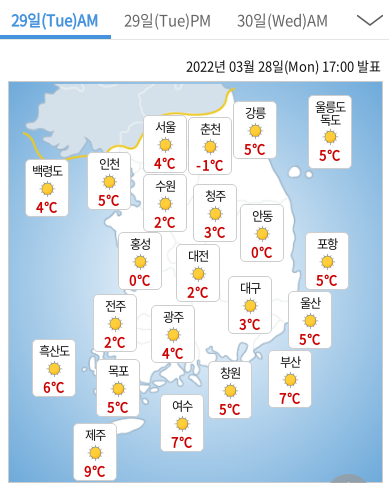 29일(Tue)AM 29일(Tue)PM 30일(Wed)AM
2022년 03월 28일(Mon) 17:00 발표
서울
4°C
춘천
-1°C
강릉
5°C
울릉도
독도
5°C
백령도
4°C
인천
5°C
수원
2°C
청주
3°C
안동
0°C
홍성
0°C
대전
2°C
포항
5°C
대구
3°C
전주
2°C
광주
4°C
울산
5°C
흑산도
6°C
목포
5°C
창원
5°C
부산
7°C
여수
7°C
제주
9°C